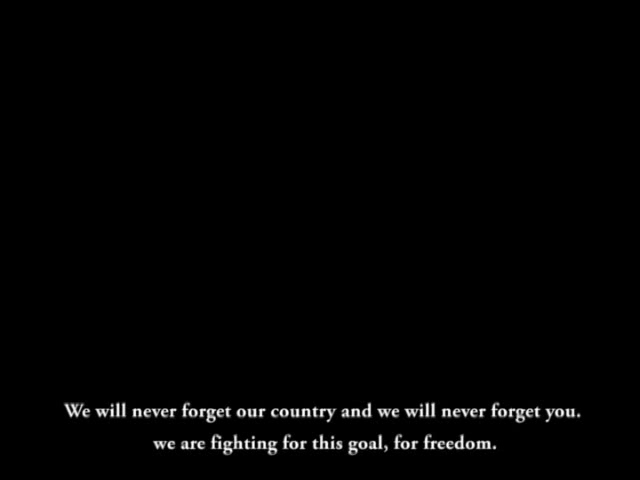 We will never forget our country and we will never forget you.
we are fighting for this goal, for freedom.